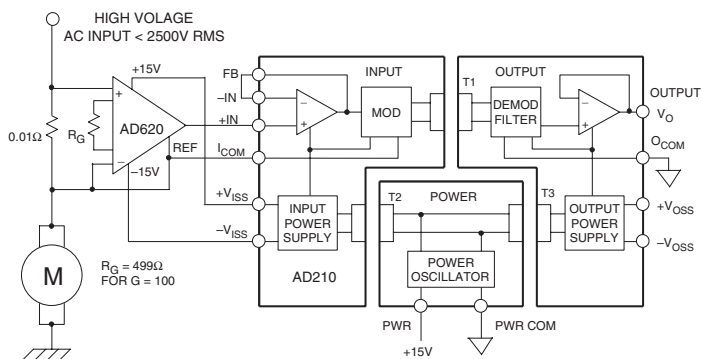 HIGH VOLAGE
AC INPUT < 2500V RMS
+15V
0.01Ω
RG
+
−
AD620
REF
−15V
M
RG = 499Ω
FOR G = 100
FB
−IN
+IN
ICOM
+VISS
−VISS
INPUT
−
+
MOD
INPUT
POWER
SUPPLY
AD210
T1
T2
POWER
T3
POWER
OSCILLATOR
PWR
+15V
PWR COM
OUTPUT
DEMOD
FILTER
−
+
OUTPUT
POWER
SUPPLY
OUTPUT
VO
OCOM
+VOSS
−VOSS